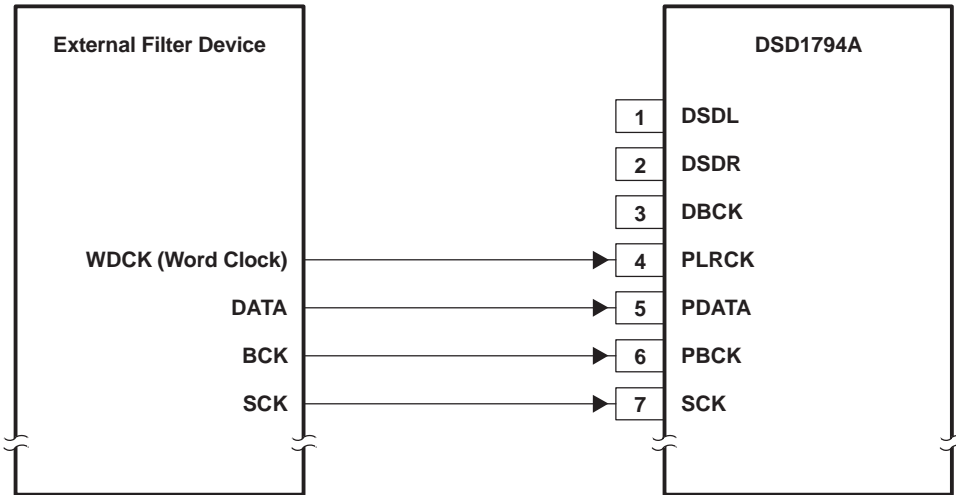 External Filter Device
DSD1794A
1 DSDL
2 DSDR
3 DBCK
WDCK (Word Clock) 4 PLRCK
DATA 5 PDATA
BCK 6 PBCK
SCK 7 SCK